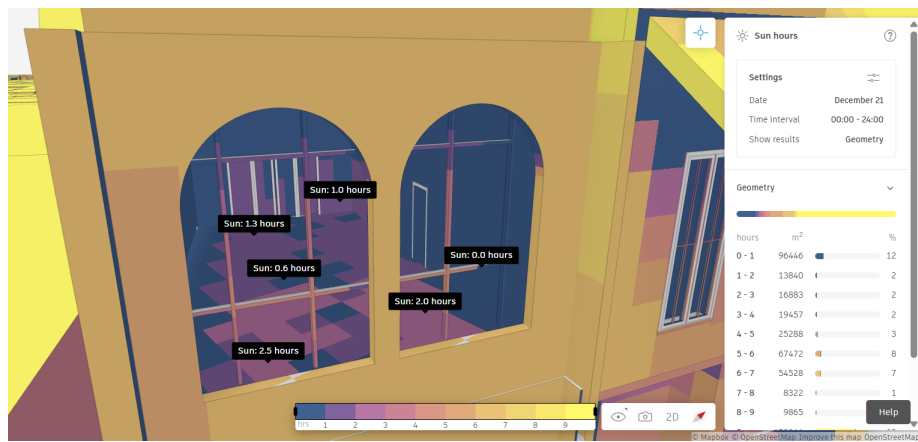 Sun hours
Settings
Date December 21
Time interval 00:00 - 24:00
Show results Geometry
Geometry
hours m² %
0 - 1 96446 12
1 - 2 13840 2
2 - 3 16883 2
3 - 4 19457 2
4 - 5 25288 3
5 - 6 67472 8
6 - 7 54528 7
7 - 8 8322 1
8 - 9 9865
Help
Sun: 1.0 hours
Sun: 1.3 hours
Sun: 0.0 hours
Sun: 0.6 hours
Sun: 2.0 hours
Sun: 2.5 hours
hrs 1 2 3 4 5 6 7 8 9
2D
© Mapbox © OpenStreetMap Improve this map OpenStreetMap